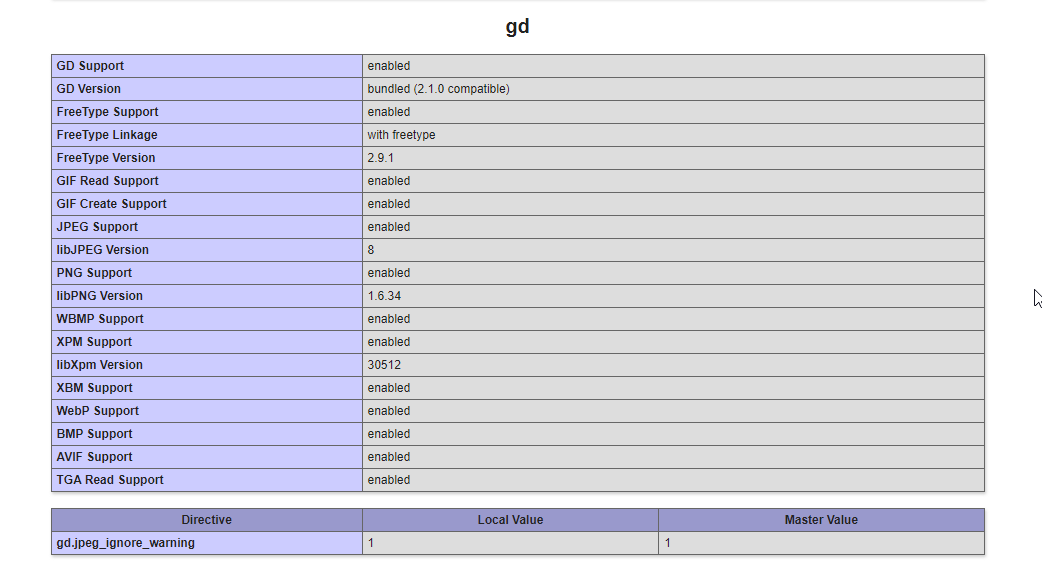 gd
GD Support enabled
GD Version bundled (2.1.0 compatible)
FreeType Support enabled
FreeType Linkage with freetype
FreeType Version 2.9.1
GIF Read Support enabled
GIF Create Support enabled
JPEG Support enabled
libJPEG Version 8
PNG Support enabled
libPNG Version 1.6.34
WBMP Support enabled
XPM Support enabled
libXpm Version 30512
XBM Support enabled
WebP Support enabled
BMP Support enabled
AVIF Support enabled
TGA Read Support enabled
Directive Local Value Master Value
gd.jpeg_ignore_warning 1 1